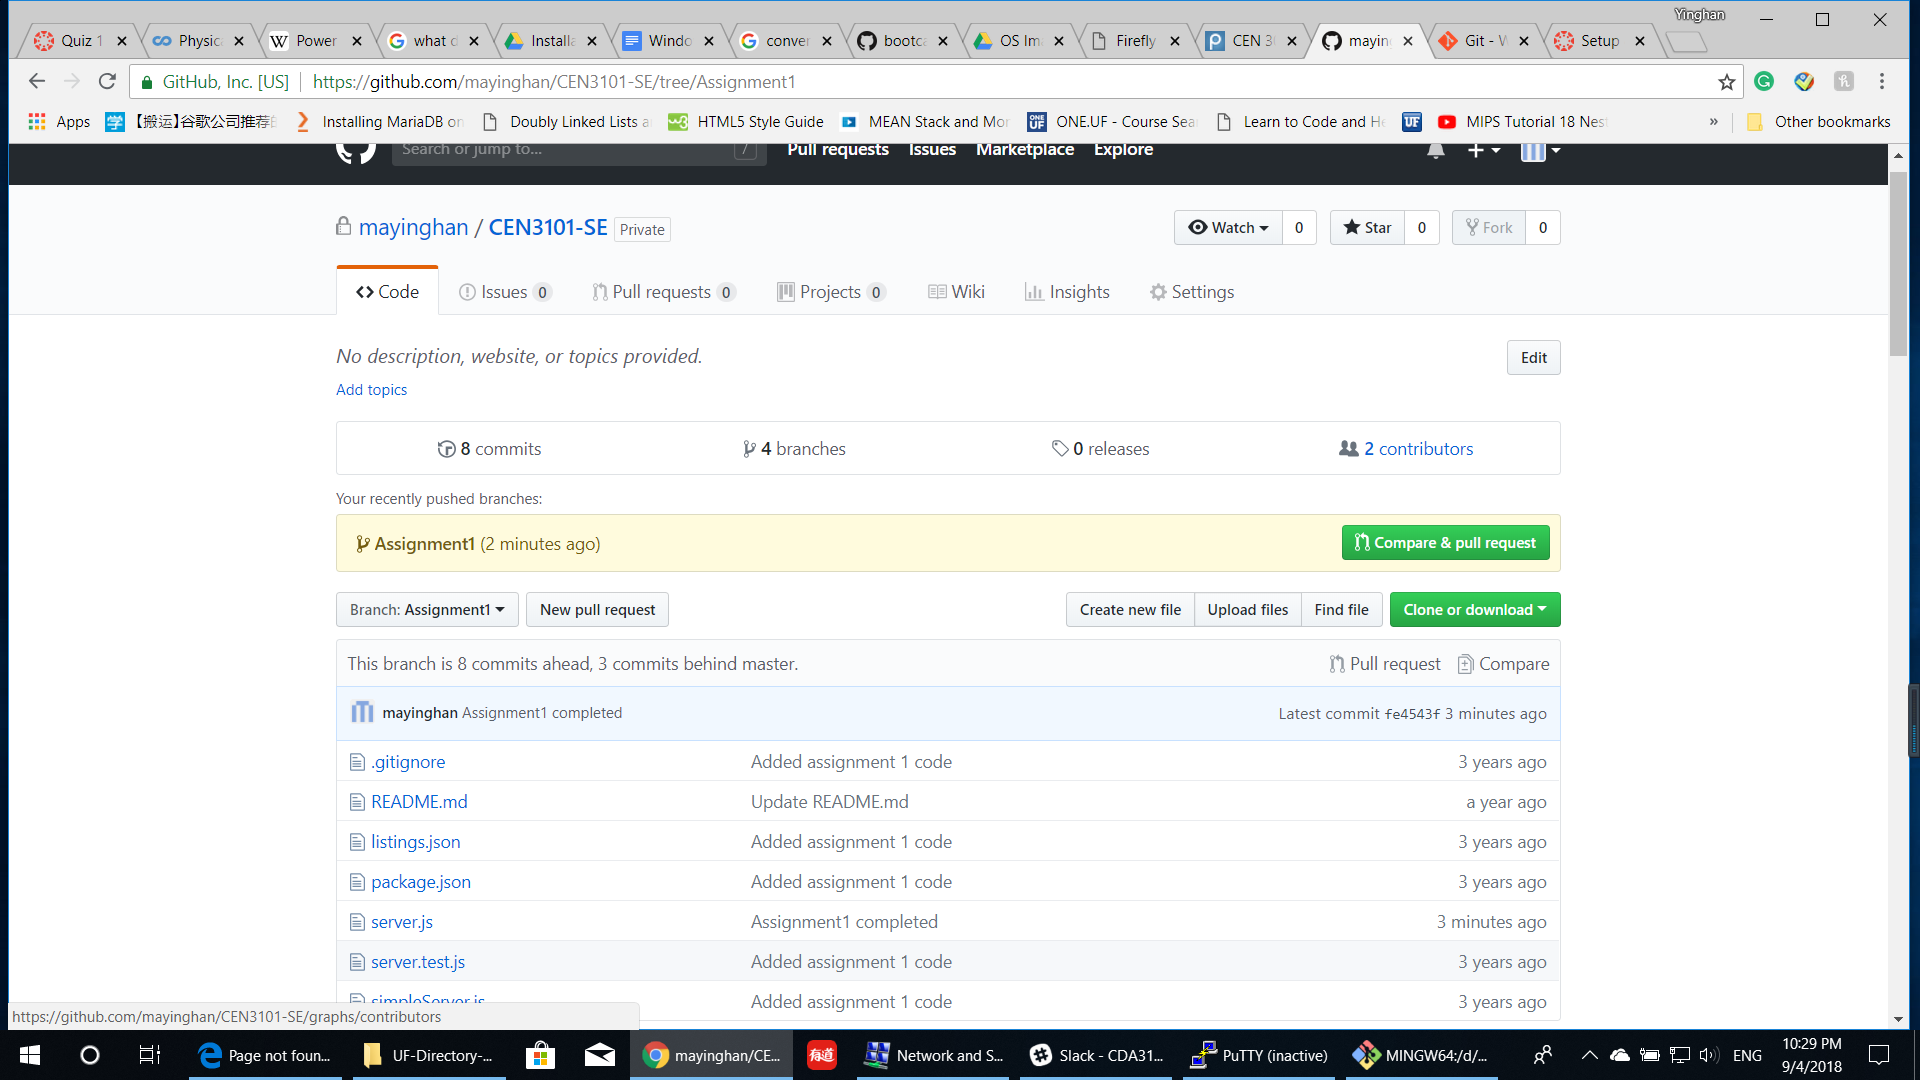 Yinghan
Quiz 1
Physic
Power
what d
Installa
Windo
conver
bootca
OS Im
Firefly
CEN 3
mayin
Git - W
Setup
GitHub, Inc. [US]
https://github.com/mayinghan/CEN3101-SE/tree/Assignment1
Apps
【搬运】谷歌公司推荐的
Installing MariaDB on
Doubly Linked Lists a
HTML5 Style Guide
MEAN Stack and Mor
ONE.UF - Course Sea
Learn to Code and He
UF
MIPS Tutorial 18 Nest
»
Other bookmarks
Search or jump to...
/
Pull requests
Issues
Marketplace
Explore
mayinghan / CEN3101-SE
Private
Watch
0
Star
0
Fork
0
Code
Issues 0
Pull requests 0
Projects 0
Wiki
Insights
Settings
No description, website, or topics provided.
Edit
Add topics
8 commits
4 branches
0 releases
2 contributors
Your recently pushed branches:
Assignment1 (2 minutes ago)
Compare & pull request
Branch: Assignment1
New pull request
Create new file
Upload files
Find file
Clone or download
This branch is 8 commits ahead, 3 commits behind master.
Pull request
Compare
mayinghan Assignment1 completed
Latest commit fe4543f 3 minutes ago
.gitignore
Added assignment 1 code
3 years ago
README.md
Update README.md
a year ago
listings.json
Added assignment 1 code
3 years ago
package.json
Added assignment 1 code
3 years ago
server.js
Assignment1 completed
3 minutes ago
server.test.js
Added assignment 1 code
3 years ago
simpleServer.js
Added assignment 1 code
3 years ago
https://github.com/mayinghan/CEN3101-SE/graphs/contributors
Page not foun...
UF-Directory-...
mayinghan/CE...
有道
Network and S...
Slack - CDA31...
PuTTY (inactive)
MINGW64:/d/...
ENG
10:29 PM
9/4/2018